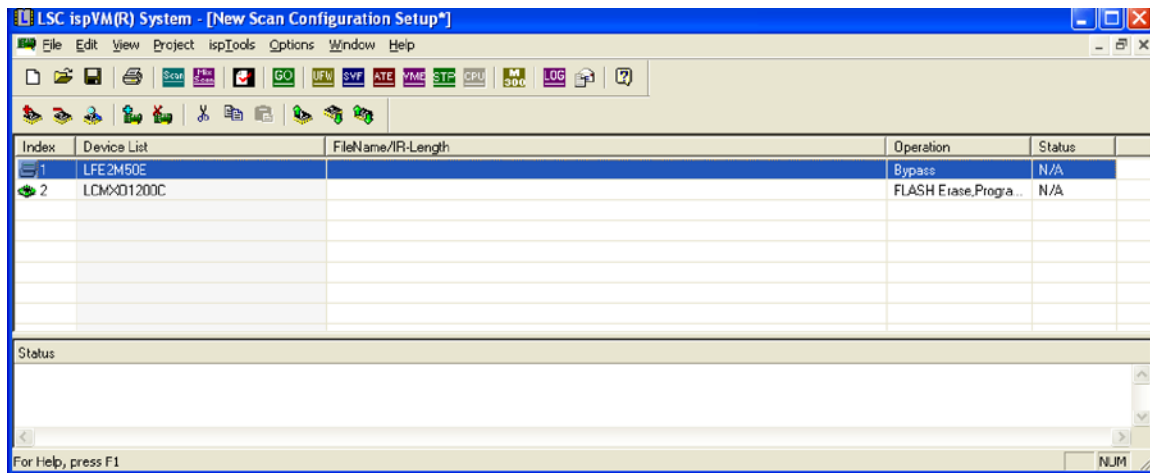 LSC ispVM(R) System - [New Scan Configuration Setup*]
File Edit View Project ispTools Options Window Help
Scan GO UFW SVF ATE VME STP CPU M 300 LOG
Index Device List FileName/IR-Length Operation Status
1 LFE2M50E Bypass N/A
2 LCMXO1200C FLASH Erase,Progra... N/A
Status
For Help, press F1 NUM